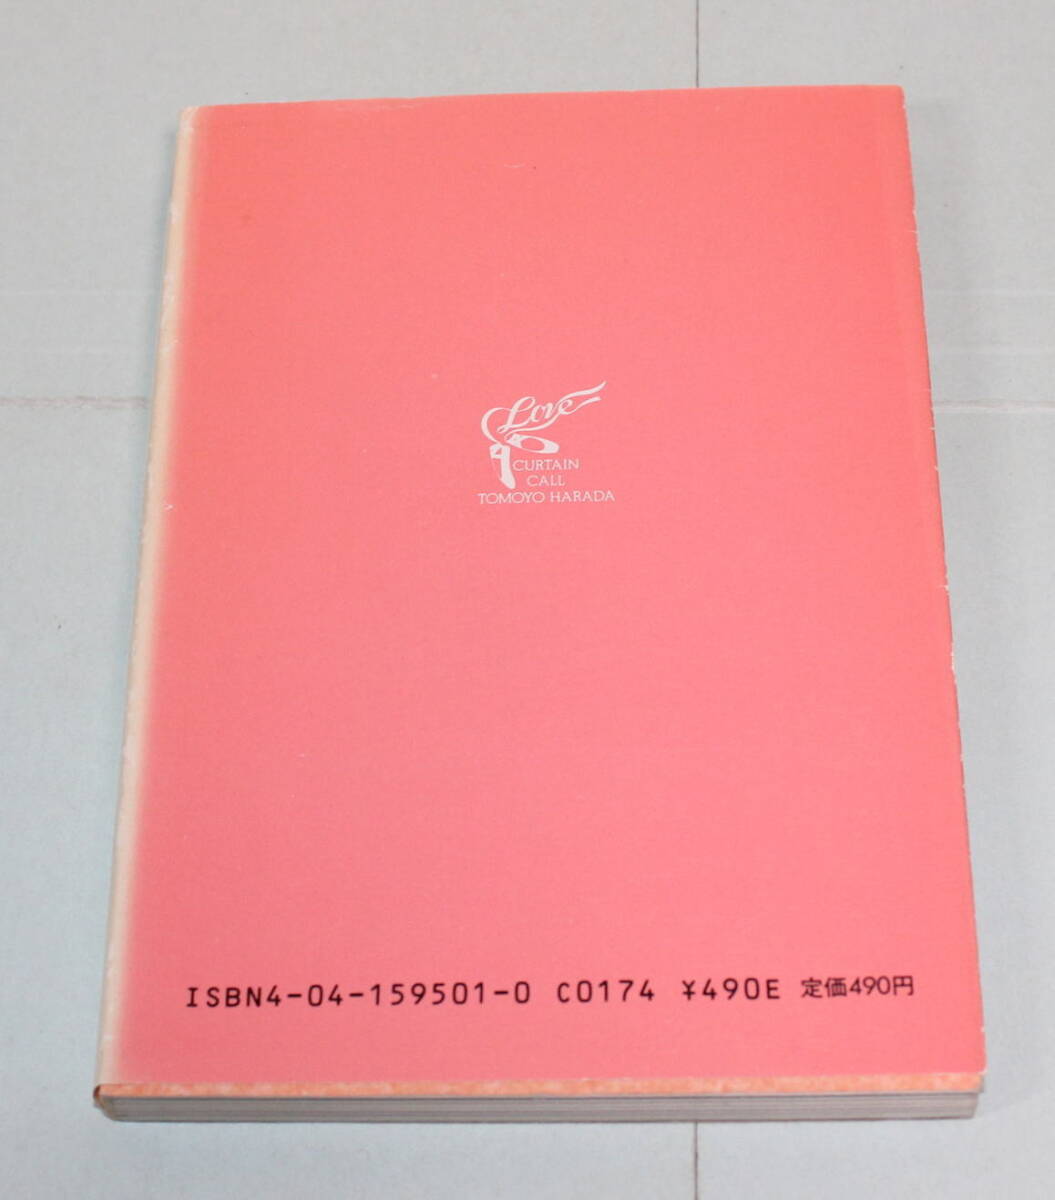 Love
CURTAIN
CALL
TOMOYO HARADA
ISBN4-04-159501-0 C0174 ¥490E 定価490円